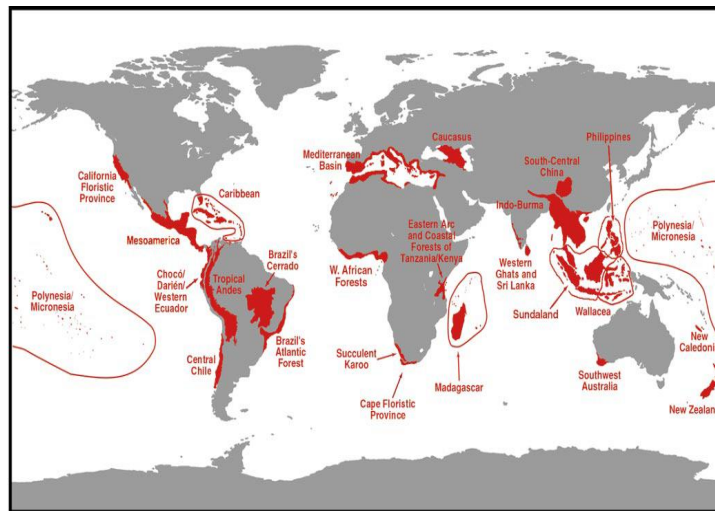 California
Floristic
Province
Mesoamerica
Caribbean
Polynesia/
Micronesia
Chocó/
Darién/
Western
Ecuador
Tropical
Andes
Brazil's
Cerrado
Brazil's
Atlantic
Forest
Central
Chile
Mediterranean
Basin
Caucasus
W. African
Forests
Eastern Arc
and Coastal
Forests of
Tanzania/Kenya
Succulent
Karoo
Cape Floristic
Province
Madagascar
Philippines
South-Central
China
Indo-Burma
Western
Ghats and
Sri Lanka
Sundaland
Wallacea
Polynesia/
Micronesia
New
Caledoni
Southwest
Australia
New Zealan